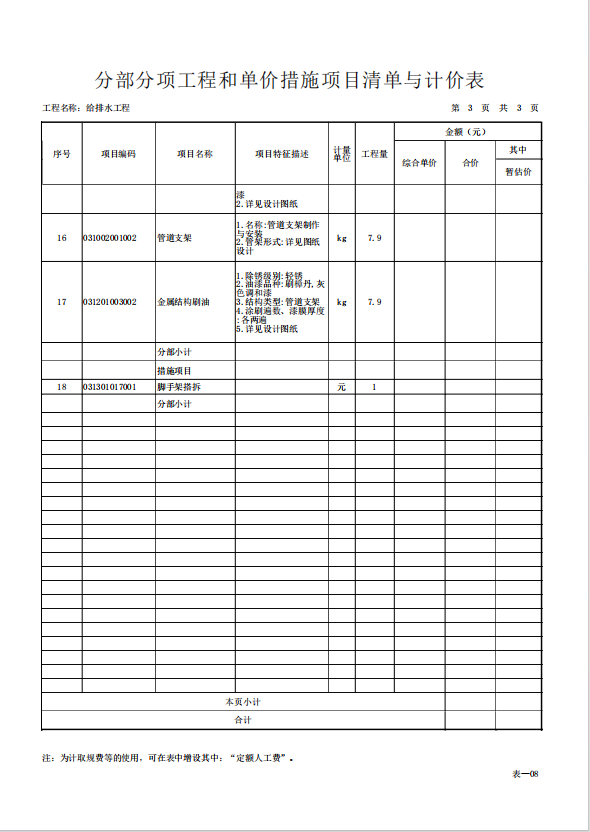 分部分项工程和单价措施项目清单与计价表
工程名称：给排水工程 第 3 页 共 3 页
序号 项目编码 项目名称 项目特征描述 计量单位 工程量 金额（元）
综合单价 合价 其中
暂估价
漆
2.详见设计图纸
16 031002001002 管道支架 1.名称:管道支架制作
与安装
2.管架形式:详见图纸
设计
kg 7.9
17 031201003002 金属结构刷油 1.除锈级别:轻锈
2.油漆品种:刷樟丹,灰
色调和漆
3.结构类型:管道支架
4.涂刷遍数、漆膜厚度
:各两遍
5.详见设计图纸
kg 7.9
分部小计
措施项目
18 031301017001 脚手架搭拆 元 1
分部小计
本页小计
合计
注：为计取规费等的使用，可在表中增设其中：“定额人工费”。
表—08